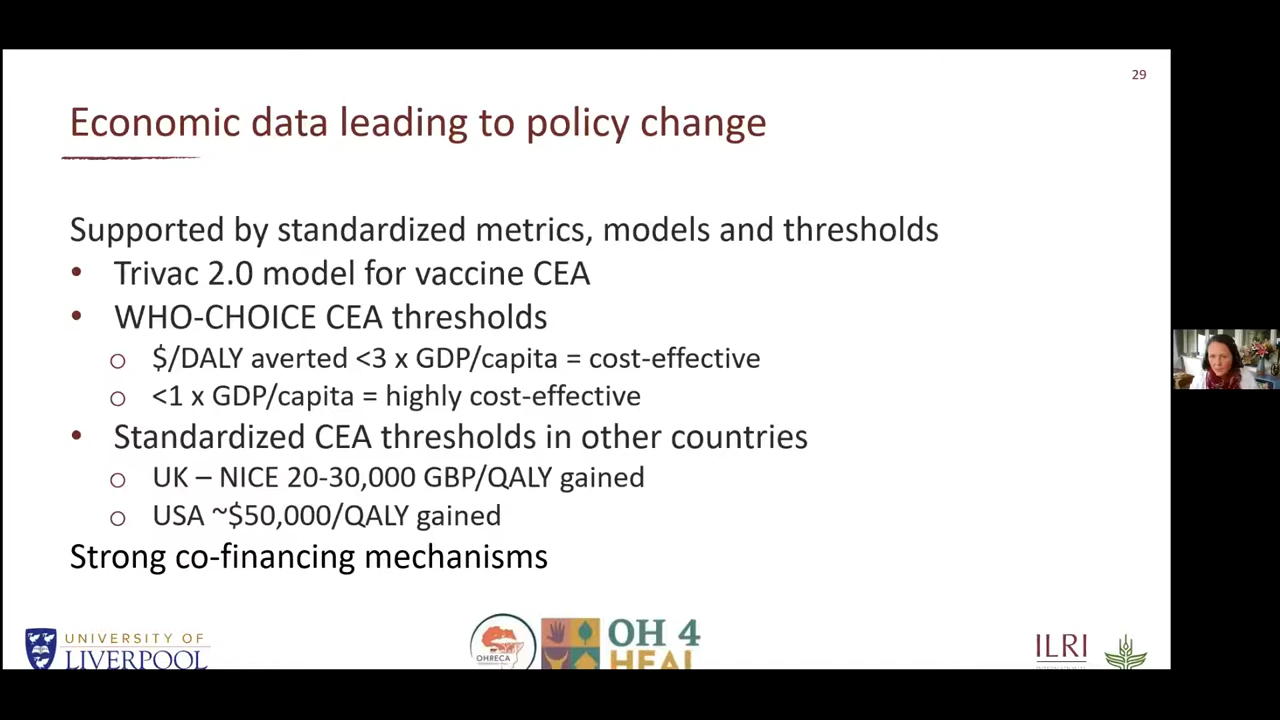 29
Economic data leading to policy change
Supported by standardized metrics, models and thresholds
• Trivac 2.0 model for vaccine CEA
• WHO-CHOICE CEA thresholds
o $/DALY averted <3 x GDP/capita = cost-effective
o <1 x GDP/capita = highly cost-effective
• Standardized CEA thresholds in other countries
o UK – NICE 20-30,000 GBP/QALY gained
o USA ~$50,000/QALY gained
Strong co-financing mechanisms
UNIVERSITY OF
LIVERPOOL
OHRECA
OH 4
HEAL
ILRI